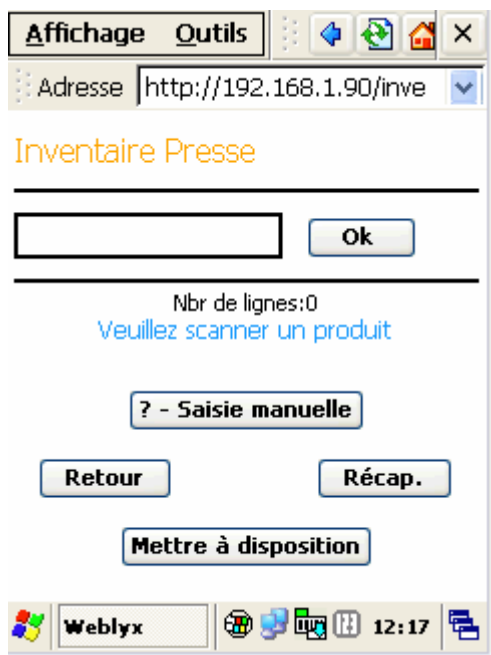 Affichage Outils
Adresse http://192.168.1.90/inve
Inventaire Presse
Ok
Nbr de lignes:0
Veuillez scanner un produit
? - Saisie manuelle
Retour Récap.
Mettre à disposition
Weblyx 12:17